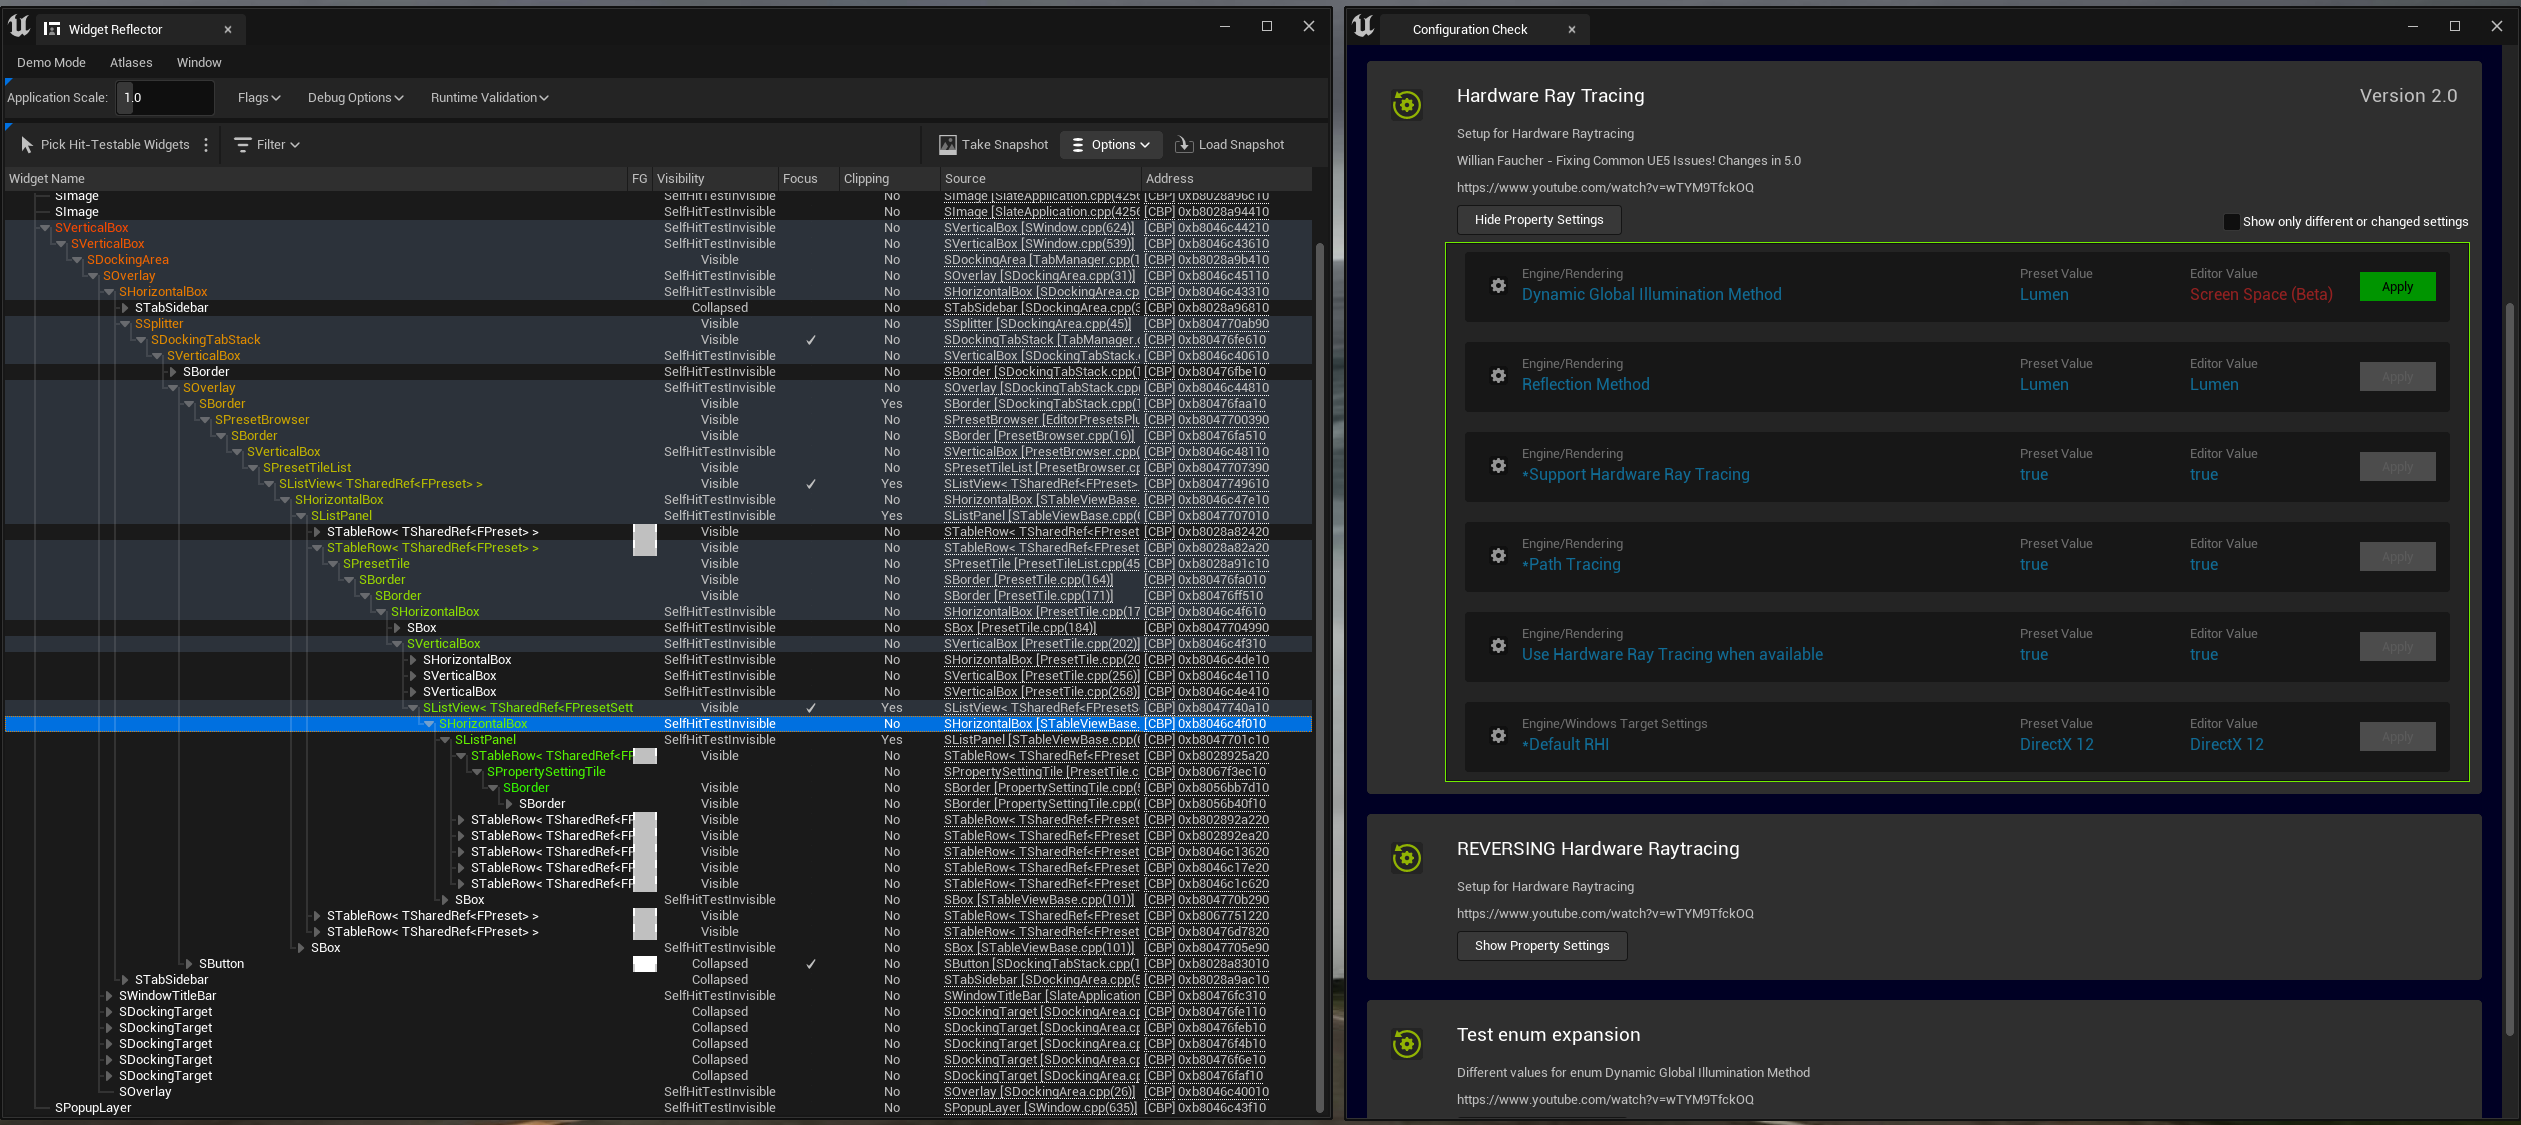 Widget Reflector
Demo Mode Atlases Window
Application Scale: 1.0 Flags Debug Options Runtime Validation
Pick Hit-Testable Widgets Filter Take Snapshot Options Load Snapshot
Widget Name FG Visibility Focus Clipping Source Address
SImage SelfHitTestInvisible No SImage [SlateApplication.cpp(4256 [CBP] 0xb8028a96c10
SImage SelfHitTestInvisible No SImage [SlateApplication.cpp(4256 [CBP] 0xb8028a94410
SVerticalBox SelfHitTestInvisible No SVerticalBox [SWindow.cpp(624)] [CBP] 0xb8046c44210
SVerticalBox SelfHitTestInvisible No SVerticalBox [SWindow.cpp(539)] [CBP] 0xb8046c43610
SDockingArea Visible No SDockingArea [TabManager.cpp(1 [CBP] 0xb8028a9b410
SOverlay SelfHitTestInvisible No SOverlay [SDockingArea.cpp(31)] [CBP] 0xb8046c45110
SHorizontalBox SelfHitTestInvisible No SHorizontalBox [SDockingArea.cp [CBP] 0xb8046c43310
STabSidebar Collapsed No STabSidebar [SDockingArea.cpp(3 [CBP] 0xb8028a96810
SSplitter Visible No SSplitter [SDockingArea.cpp(45)] [CBP] 0xb804770ab90
SDockingTabStack Visible ✓ No SDockingTabStack [TabManager.c [CBP] 0xb80476fe610
SVerticalBox SelfHitTestInvisible No SVerticalBox [SDockingTabStack. [CBP] 0xb8046c40610
SBorder SelfHitTestInvisible No SBorder [SDockingTabStack.cpp(1 [CBP] 0xb80476fbe10
SOverlay SelfHitTestInvisible No SOverlay [SDockingTabStack.cpp( [CBP] 0xb8046c44810
SBorder Visible Yes SBorder [SDockingTabStack.cpp(1 [CBP] 0xb80476faa10
SPresetBrowser Visible No SPresetBrowser [EditorPresetsPlu [CBP] 0xb8047700390
SBorder Visible No SBorder [PresetBrowser.cpp(16)] [CBP] 0xb80476fa510
SVerticalBox SelfHitTestInvisible No SVerticalBox [PresetBrowser.cpp( [CBP] 0xb8046c48110
SPresetTileList Visible No SPresetTileList [PresetBrowser.cp [CBP] 0xb8047707390
SListView< TSharedRef<FPreset> > Visible ✓ Yes SListView< TSharedRef<FPreset> [CBP] 0xb8047749610
SHorizontalBox SelfHitTestInvisible No SHorizontalBox [STableViewBase. [CBP] 0xb8046c47e10
SListPanel SelfHitTestInvisible Yes SListPanel [STableViewBase.cpp(6 [CBP] 0xb8047707010
STableRow< TSharedRef<FPreset> > Visible No STableRow< TSharedRef<FPreset [CBP] 0xb8028a82420
STableRow< TSharedRef<FPreset> > Visible No STableRow< TSharedRef<FPreset [CBP] 0xb8028a82a20
SPresetTile Visible No SPresetTile [PresetTileList.cpp(45 [CBP] 0xb8028a91c10
SBorder Visible No SBorder [PresetTile.cpp(164)] [CBP] 0xb80476fa010
SBorder Visible No SBorder [PresetTile.cpp(171)] [CBP] 0xb80476ff510
SHorizontalBox SelfHitTestInvisible No SHorizontalBox [PresetTile.cpp(17 [CBP] 0xb8046c4f610
SBox SelfHitTestInvisible No SBox [PresetTile.cpp(184)] [CBP] 0xb8047704990
SVerticalBox SelfHitTestInvisible No SVerticalBox [PresetTile.cpp(202)] [CBP] 0xb8046c4f310
SHorizontalBox SelfHitTestInvisible No SHorizontalBox [PresetTile.cpp(20 [CBP] 0xb8046c4de10
SVerticalBox SelfHitTestInvisible No SVerticalBox [PresetTile.cpp(256)] [CBP] 0xb8046c4e110
SVerticalBox SelfHitTestInvisible No SVerticalBox [PresetTile.cpp(268)] [CBP] 0xb8046c4e410
SListView< TSharedRef<FPresetSett Visible ✓ Yes SListView< TSharedRef<FPresetS [CBP] 0xb8047740a10
SHorizontalBox SelfHitTestInvisible No SHorizontalBox [STableViewBase. [CBP] 0xb8046c4f010
SListPanel SelfHitTestInvisible Yes SListPanel [STableViewBase.cpp(6 [CBP] 0xb8047701c10
STableRow< TSharedRef<FP Visible No STableRow< TSharedRef<FPreset [CBP] 0xb8028925a20
SPropertySettingTile No SPropertySettingTile [PresetTile.c [CBP] 0xb8067f3ec10
SBorder Visible No SBorder [PropertySettingTile.cpp(5 [CBP] 0xb8056bb7d10
SBorder Visible No SBorder [PropertySettingTile.cpp(6 [CBP] 0xb8056b40f10
STableRow< TSharedRef<FP Visible No STableRow< TSharedRef<FPreset [CBP] 0xb802892a220
STableRow< TSharedRef<FP Visible No STableRow< TSharedRef<FPreset [CBP] 0xb802892ea20
STableRow< TSharedRef<FP Visible No STableRow< TSharedRef<FPreset [CBP] 0xb8046c13620
STableRow< TSharedRef<FP Visible No STableRow< TSharedRef<FPreset [CBP] 0xb8046c17e20
STableRow< TSharedRef<FP Visible No STableRow< TSharedRef<FPreset [CBP] 0xb8046c1c620
SBox SelfHitTestInvisible No SBox [STableViewBase.cpp(101)] [CBP] 0xb804770b290
STableRow< TSharedRef<FPreset> > Visible No STableRow< TSharedRef<FPreset [CBP] 0xb8067751220
STableRow< TSharedRef<FPreset> > Visible No STableRow< TSharedRef<FPreset [CBP] 0xb80476d7820
SBox SelfHitTestInvisible No SBox [STableViewBase.cpp(101)] [CBP] 0xb8047705e90
SButton Collapsed ✓ No SButton [SDockingTabStack.cpp(1 [CBP] 0xb8028a83010
STabSidebar Collapsed No STabSidebar [SDockingArea.cpp(5 [CBP] 0xb8028a9ac10
SWindowTitleBar SelfHitTestInvisible No SWindowTitleBar [SlateApplication [CBP] 0xb80476fc310
SDockingTarget Collapsed No SDockingTarget [SDockingArea.cp [CBP] 0xb80476fe110
SDockingTarget Collapsed No SDockingTarget [SDockingArea.cp [CBP] 0xb80476feb10
SDockingTarget Collapsed No SDockingTarget [SDockingArea.cp [CBP] 0xb80476f4b10
SDockingTarget Collapsed No SDockingTarget [SDockingArea.cp [CBP] 0xb80476f6e10
SDockingTarget Collapsed No SDockingTarget [SDockingArea.cp [CBP] 0xb80476faf10
SOverlay SelfHitTestInvisible No SOverlay [SDockingArea.cpp(26)] [CBP] 0xb8046c40010
SPopupLayer SelfHitTestInvisible No SPopupLayer [SWindow.cpp(635)] [CBP] 0xb8046c43f10
Configuration Check
Hardware Ray Tracing Version 2.0
Setup for Hardware Raytracing
Willian Faucher - Fixing Common UE5 Issues! Changes in 5.0
https://www.youtube.com/watch?v=wTYM9TfckOQ
Hide Property Settings Show only different or changed settings
Engine/Rendering Preset Value Editor Value
Dynamic Global Illumination Method Lumen Screen Space (Beta) Apply
Engine/Rendering Preset Value Editor Value
Reflection Method Lumen Lumen Apply
Engine/Rendering Preset Value Editor Value
*Support Hardware Ray Tracing true true Apply
Engine/Rendering Preset Value Editor Value
*Path Tracing true true Apply
Engine/Rendering Preset Value Editor Value
Use Hardware Ray Tracing when available true true Apply
Engine/Windows Target Settings Preset Value Editor Value
*Default RHI DirectX 12 DirectX 12 Apply
REVERSING Hardware Raytracing
Setup for Hardware Raytracing
https://www.youtube.com/watch?v=wTYM9TfckOQ
Show Property Settings
Test enum expansion
Different values for enum Dynamic Global Illumination Method
https://www.youtube.com/watch?v=wTYM9TfckOQ